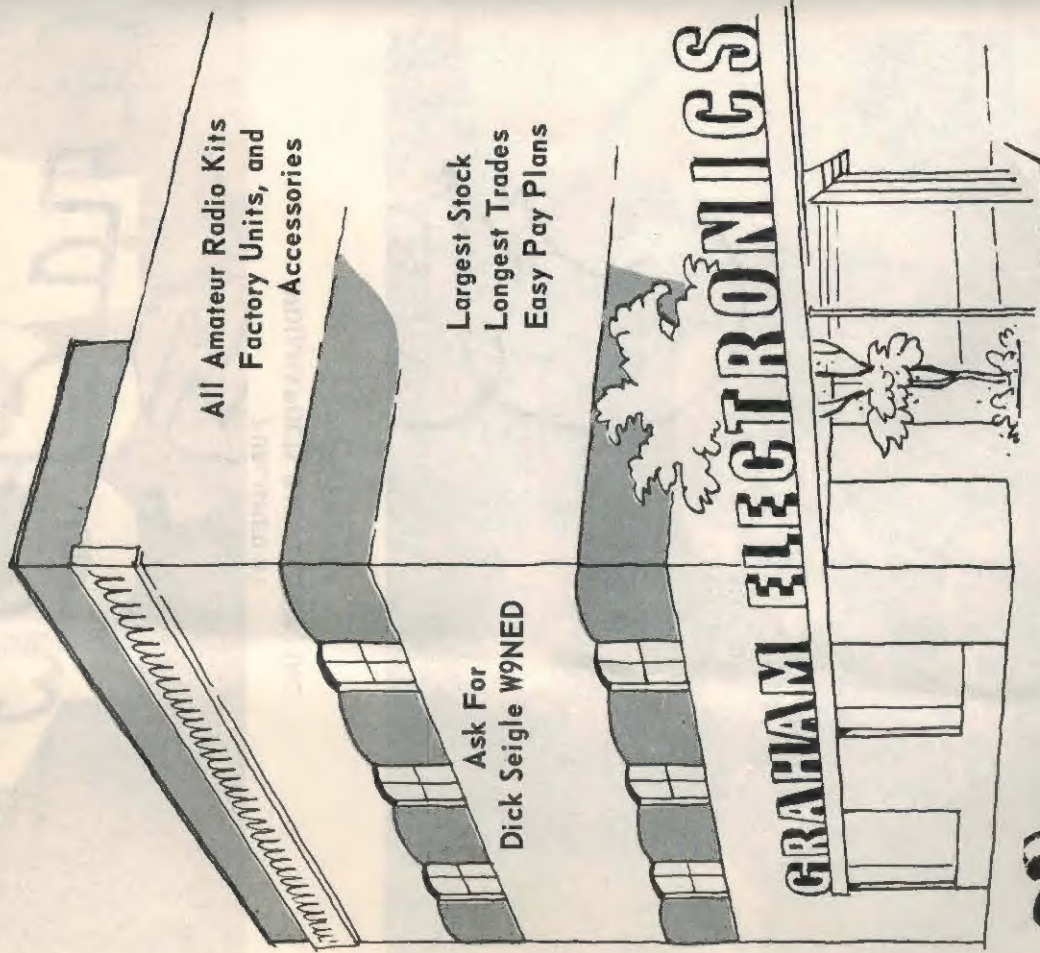 All Amateur Radio Kits
Factory Units, and
Accessories
Largest Stock
Longest Trades
Easy Pay Plans
Ask For
Dick Seigle W9NED
GRAHAM ELECTRONICS